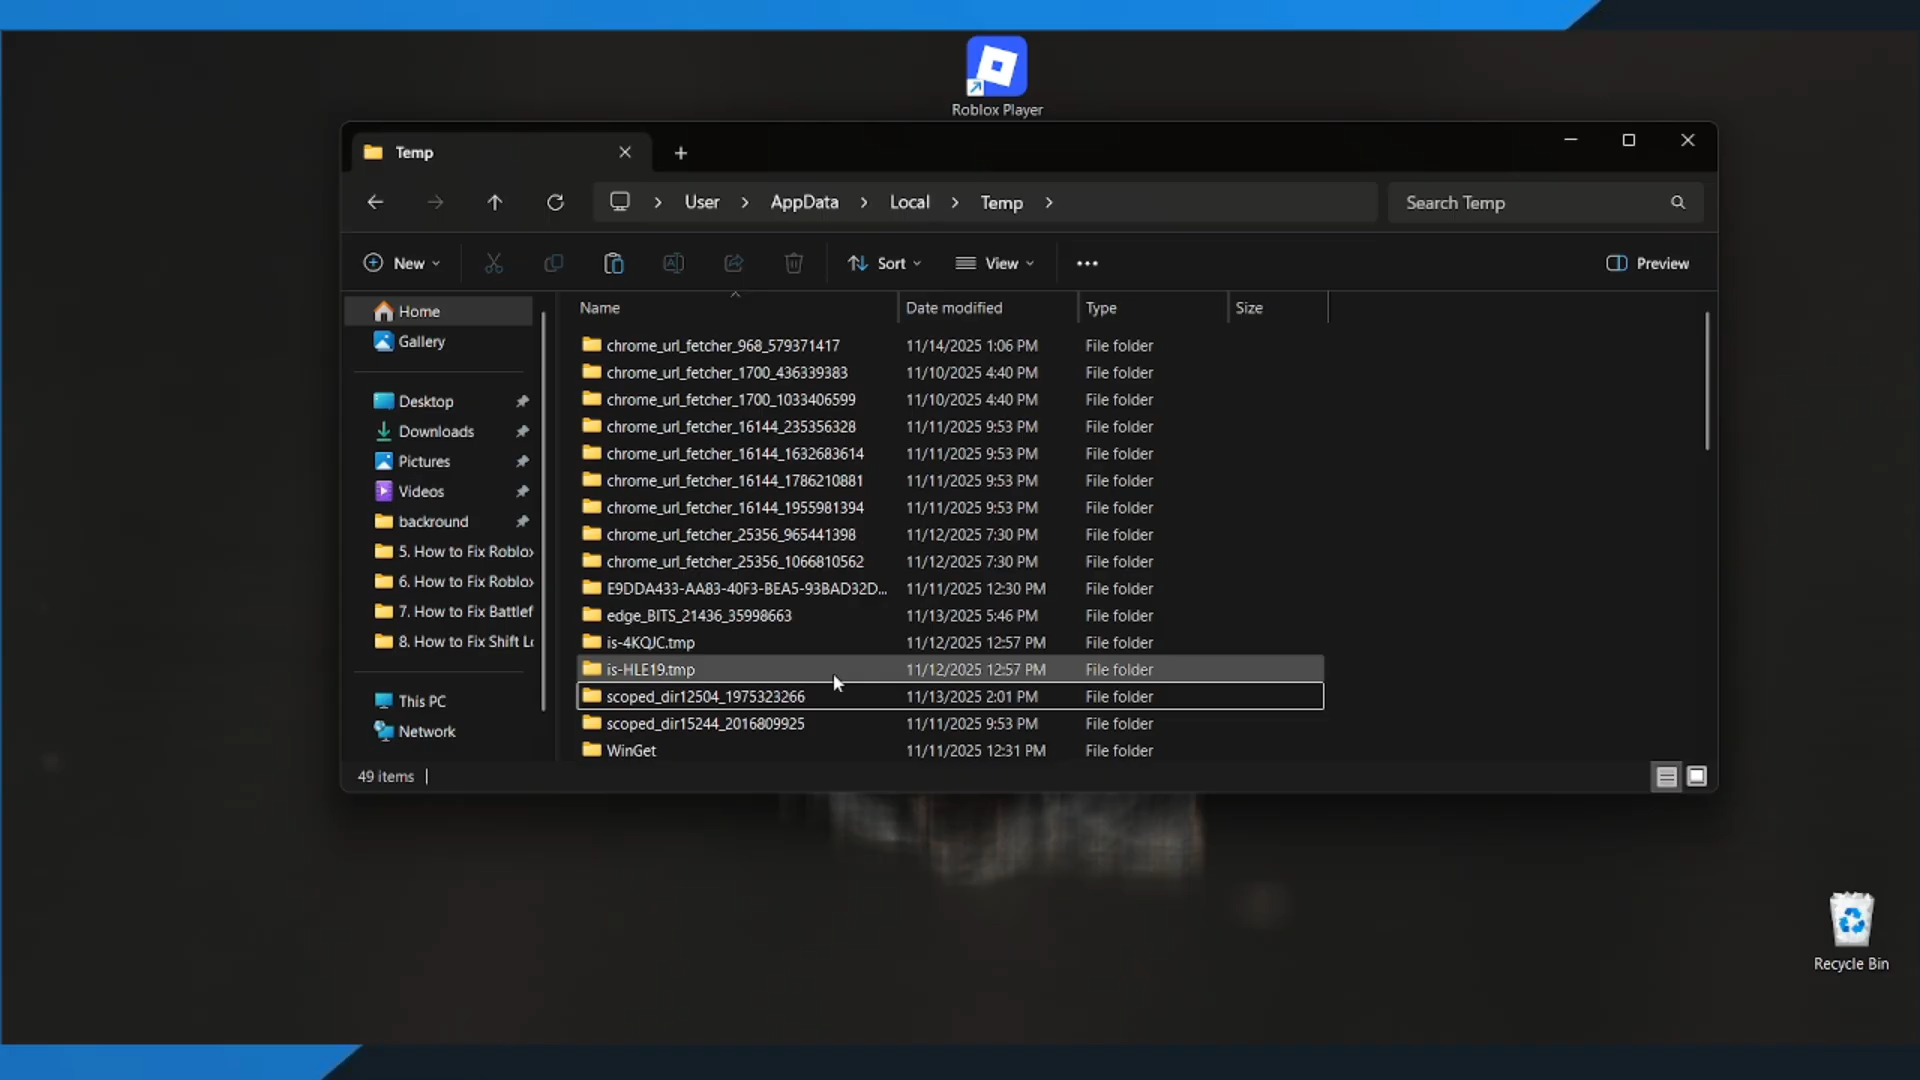 Roblox Player
Temp
User AppData Local Temp
Search Temp
New
Sort
View
Preview
Name Date modified Type Size
Home
Gallery
Desktop
Downloads
Pictures
Videos
backround
5. How to Fix Roblox
6. How to Fix Roblox
7. How to Fix Battlef
8. How to Fix Shift Lo
This PC
Network
chrome_url_fetcher_968_579371417 11/14/2025 1:06 PM File folder
chrome_url_fetcher_1700_436339383 11/10/2025 4:40 PM File folder
chrome_url_fetcher_1700_1033406599 11/10/2025 4:40 PM File folder
chrome_url_fetcher_16144_235356328 11/11/2025 9:53 PM File folder
chrome_url_fetcher_16144_1632683614 11/11/2025 9:53 PM File folder
chrome_url_fetcher_16144_1786210881 11/11/2025 9:53 PM File folder
chrome_url_fetcher_16144_1955981394 11/11/2025 9:53 PM File folder
chrome_url_fetcher_25356_965441398 11/12/2025 7:30 PM File folder
chrome_url_fetcher_25356_1066810562 11/12/2025 7:30 PM File folder
E9DDA433-AA83-40F3-BEA5-93BAD32D... 11/11/2025 12:30 PM File folder
edge_BITS_21436_35998663 11/13/2025 5:46 PM File folder
is-4KQJC.tmp 11/12/2025 12:57 PM File folder
is-HLE19.tmp 11/12/2025 12:57 PM File folder
scoped_dir12504_1975323266 11/13/2025 2:01 PM File folder
scoped_dir15244_2016809925 11/11/2025 9:53 PM File folder
WinGet 11/11/2025 12:31 PM File folder
49 items
Recycle Bin